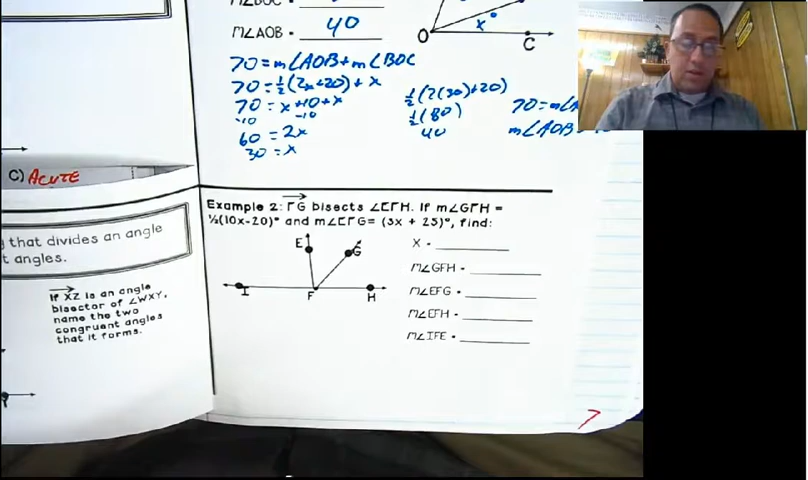 m∠BOC =
m∠AOB = 40
O
x°
C
70 = m∠AOB + m∠BOC
70 = ½(2x+20) + x
70 = x+10+x
-10 -10
60 = 2x
30 = x
½(2(30)+20)
½(80)
40
70 = m∠A
m∠AOB
C) ACUTE
that divides an angle
t angles.
If XZ is an angle
bisector of ∠WXY,
name the two
congruent angles
that it forms.
Example 2: FG bisects ∠EFH. If m∠GFH =
½(10x-20)° and m∠EFG= (3x + 25)°, find:
E
G
I
F
H
X =
m∠GFH =
m∠EFG =
m∠EFH =
m∠IFE =
7